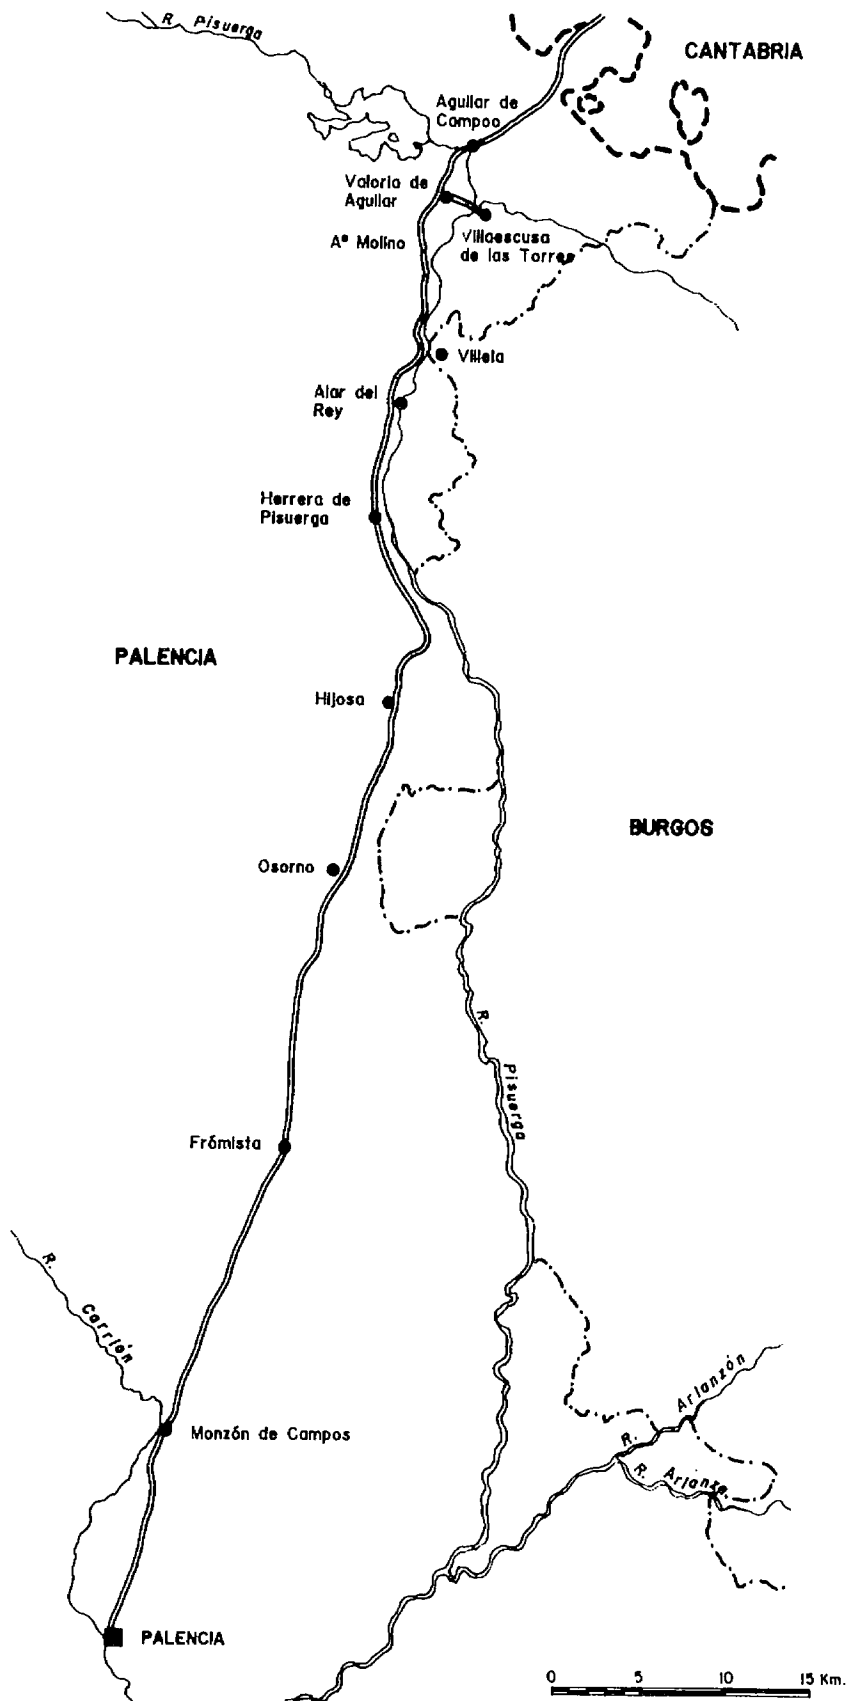 R. Pisuerga
CANTABRIA
Aguilar de
Campoo
Valoria de
Aguilar
Villaescusa
de las Torres
Aº Molino
Villela
Alar del
Rey
Herrera de
Pisuerga
PALENCIA
Hijosa
BURGOS
Osorno
R.
Pisuerga
Frómista
R.
Carrión
R. Arlanzón
Monzón de Campos
R. Arlanza
PALENCIA
0 5 10 15 Km.